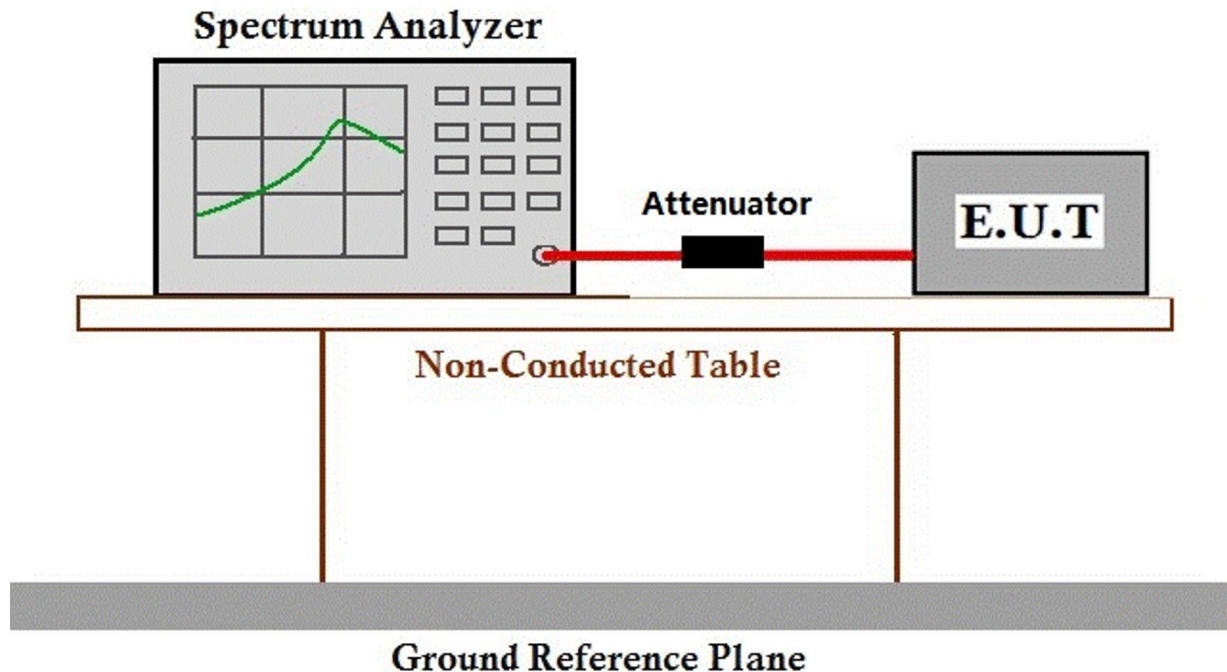 Spectrum Analyzer
Attenuator
E.U.T
Non-Conducted Table
Ground Reference Plane